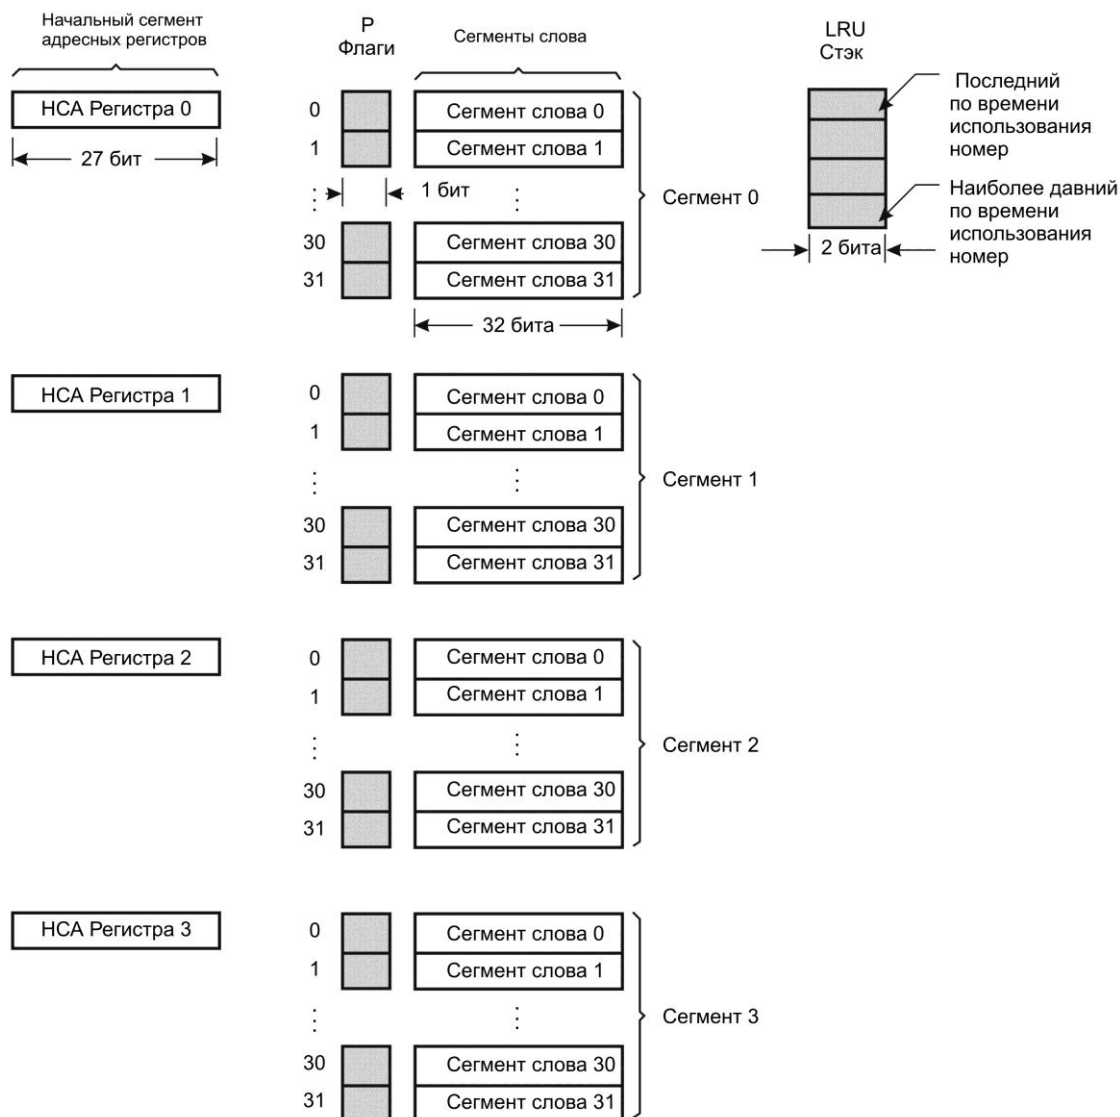 Начальный сегмент
адресных регистров
P
Флаги
Сегменты слова
LRU
Стэк
НСА Регистра 0
27 бит
0
1
30
31
1 бит
Сегмент слова 0
Сегмент слова 1
Сегмент слова 30
Сегмент слова 31
32 бита
Сегмент 0
Последний
по времени
использования
номер
Наиболее давний
по времени
использования
номер
2 бита
НСА Регистра 1
0
1
30
31
Сегмент слова 0
Сегмент слова 1
Сегмент слова 30
Сегмент слова 31
Сегмент 1
НСА Регистра 2
0
1
30
31
Сегмент слова 0
Сегмент слова 1
Сегмент слова 30
Сегмент слова 31
Сегмент 2
НСА Регистра 3
0
1
30
31
Сегмент слова 0
Сегмент слова 1
Сегмент слова 30
Сегмент слова 31
Сегмент 3